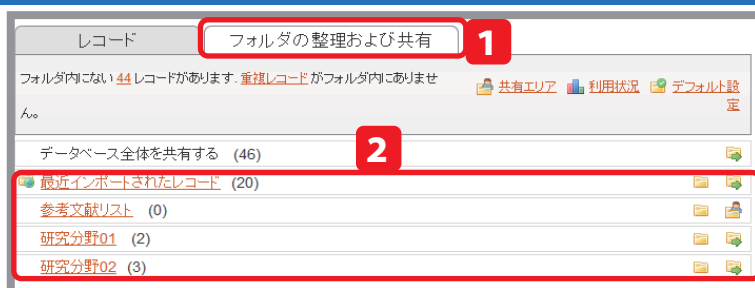 レコード
フォルダの整理および共有
1
フォルダ内にない 44 レコードがあります. 重複レコード がフォルダ内にありませ
ん。
共有エリア 利用状況 デフォルト設
定
データベース全体を共有する (46)
2
最近インポートされたレコード (20)
参考文献リスト (0)
研究分野01 (2)
研究分野02 (3)